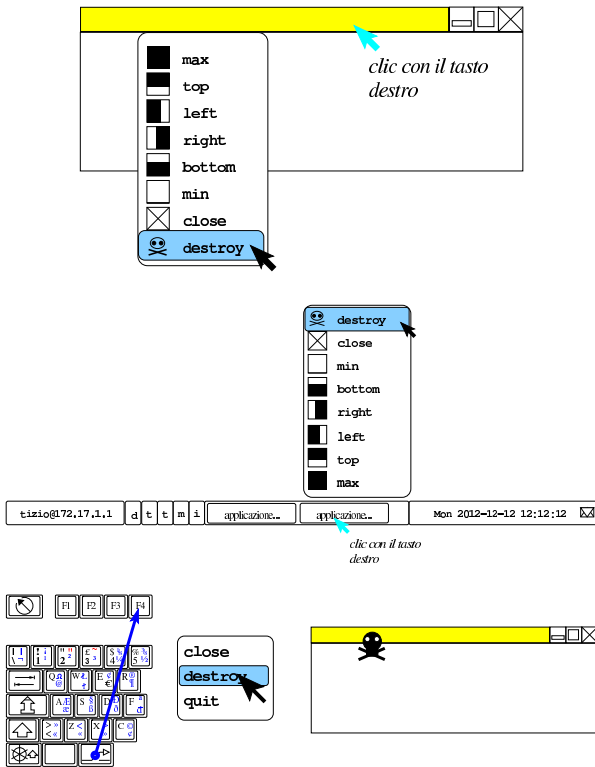 clic con il tasto
destro
max
top
left
right
bottom
min
close
destroy
destroy
close
min
bottom
right
left
top
max
tizio@172.17.1.1 d t t m i applicazione... applicazione... Mon 2012-12-12 12:12:12
clic con il tasto
destro
F1 F2 F3 F4
close
destroy
quit